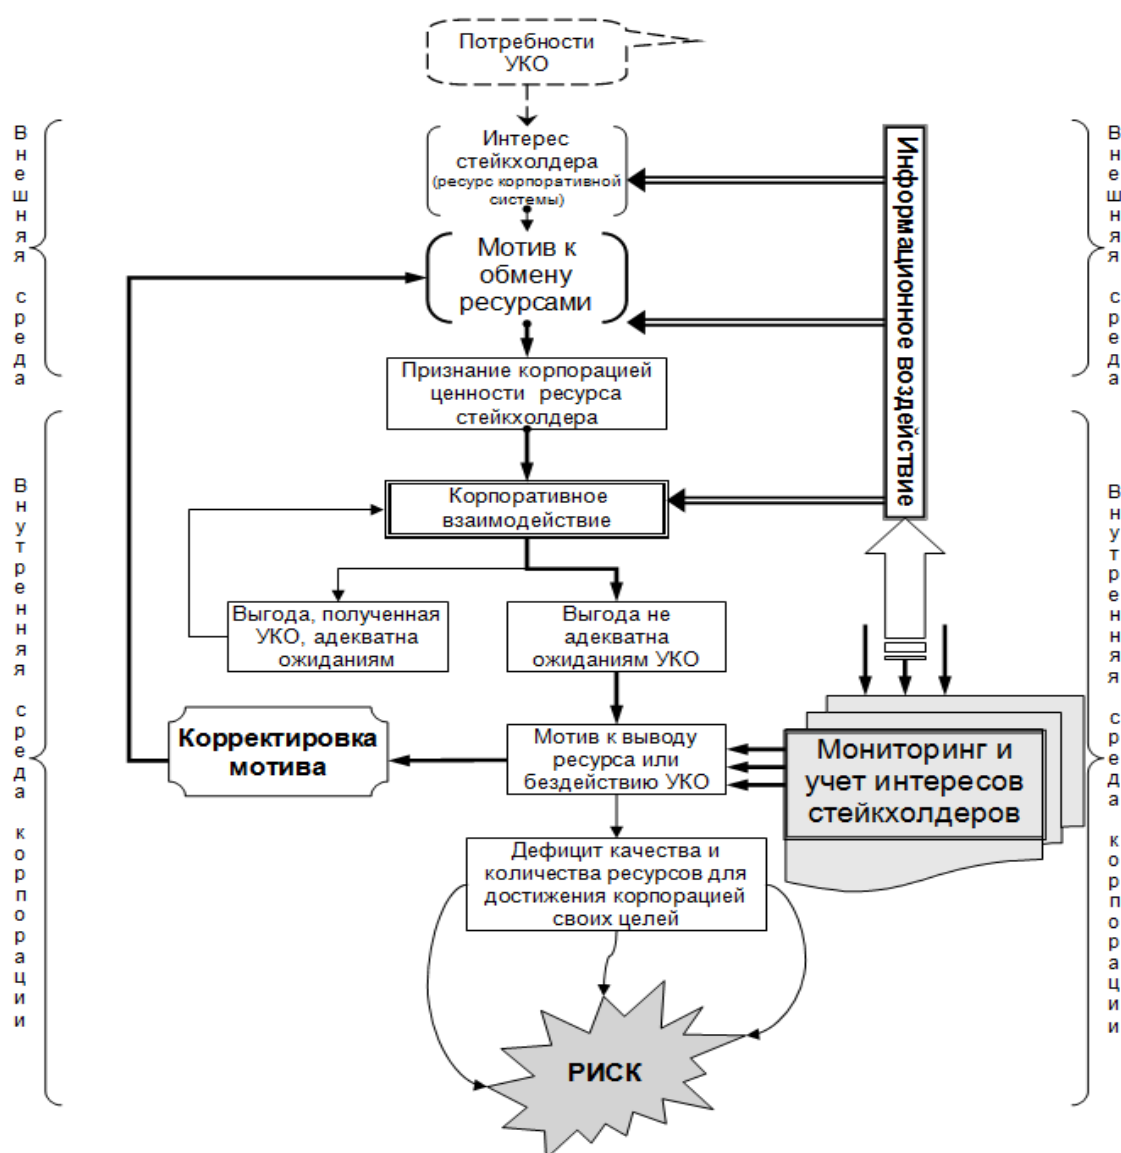 Потребности
УКО
Внешняя среда
Интерес
стейкхолдера
(ресурс корпоративной
системы)
Информационное воздействие
Внешняя среда
Мотив к
обмену
ресурсами
Признание корпорацией
ценности ресурса
стейкхолдера
Внутренняя среда корпорации
Корпоративное
взаимодействие
Внутренняя среда корпорации
Выгода, полученная
УКО, адекватна
ожиданиям
Выгода не
адекватна
ожиданиям УКО
Корректировка
мотива
Мотив к выводу
ресурса или
бездействию УКО
Мониторинг и
учет интересов
стейкхолдеров
Дефицит качества и
количества ресурсов для
достижения корпорацией
своих целей
РИСК